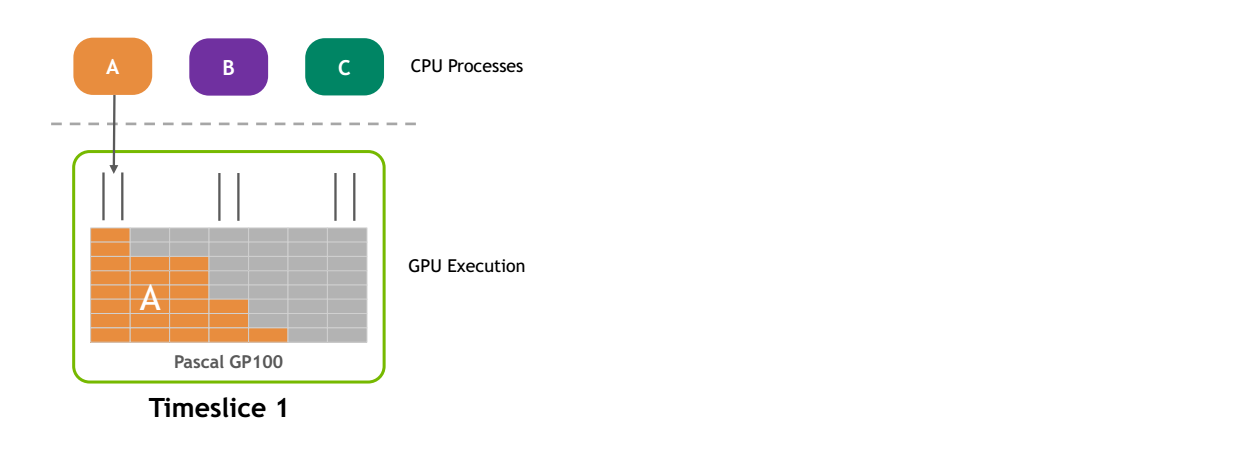 A
B
C
CPU Processes
GPU Execution
A
Pascal GP100
Timeslice 1